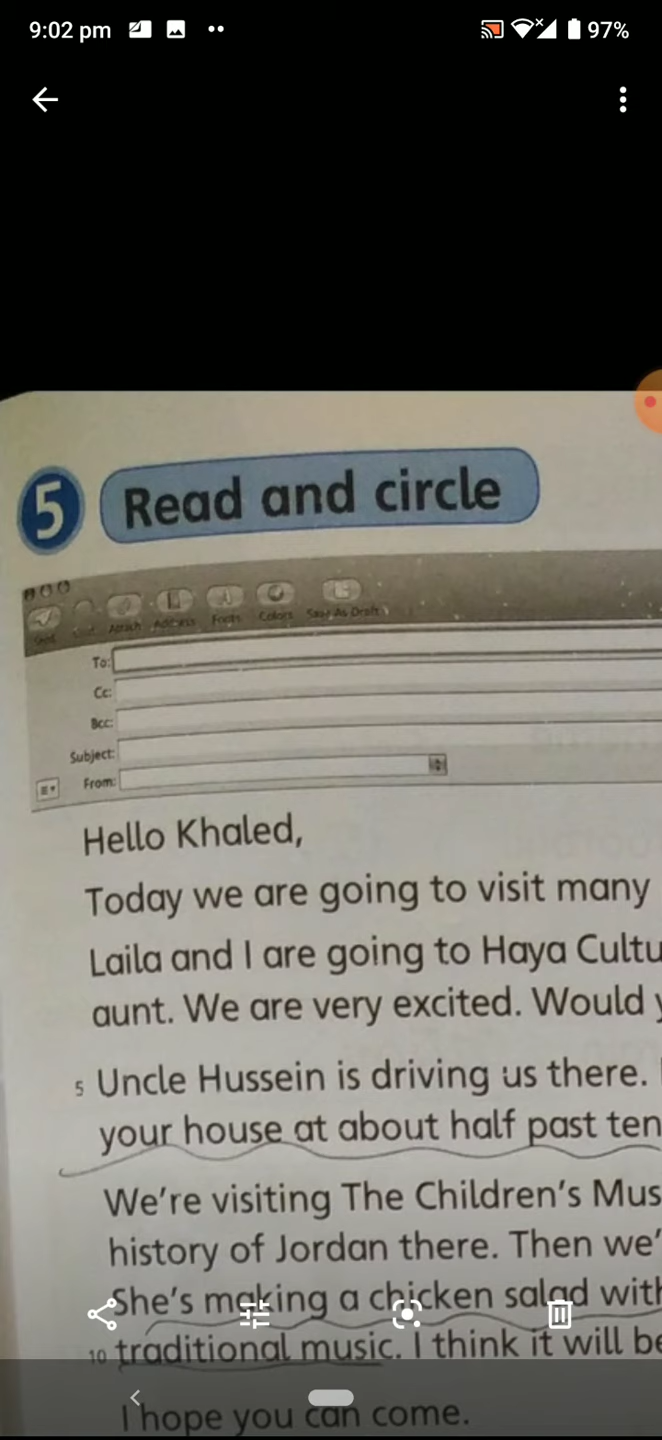 9:02 pm 97%
5 Read and circle
Attach Address Fonts Colors Save As Draft
To:
Cc:
Bcc:
Subject:
From:
Hello Khaled,
Today we are going to visit many
Laila and I are going to Haya Cultu
aunt. We are very excited. Would y
5 Uncle Hussein is driving us there.
your house at about half past ten
We're visiting The Children's Mus
history of Jordan there. Then we'
She's making a chicken salad with
10 traditional music. I think it will be
I hope you can come.